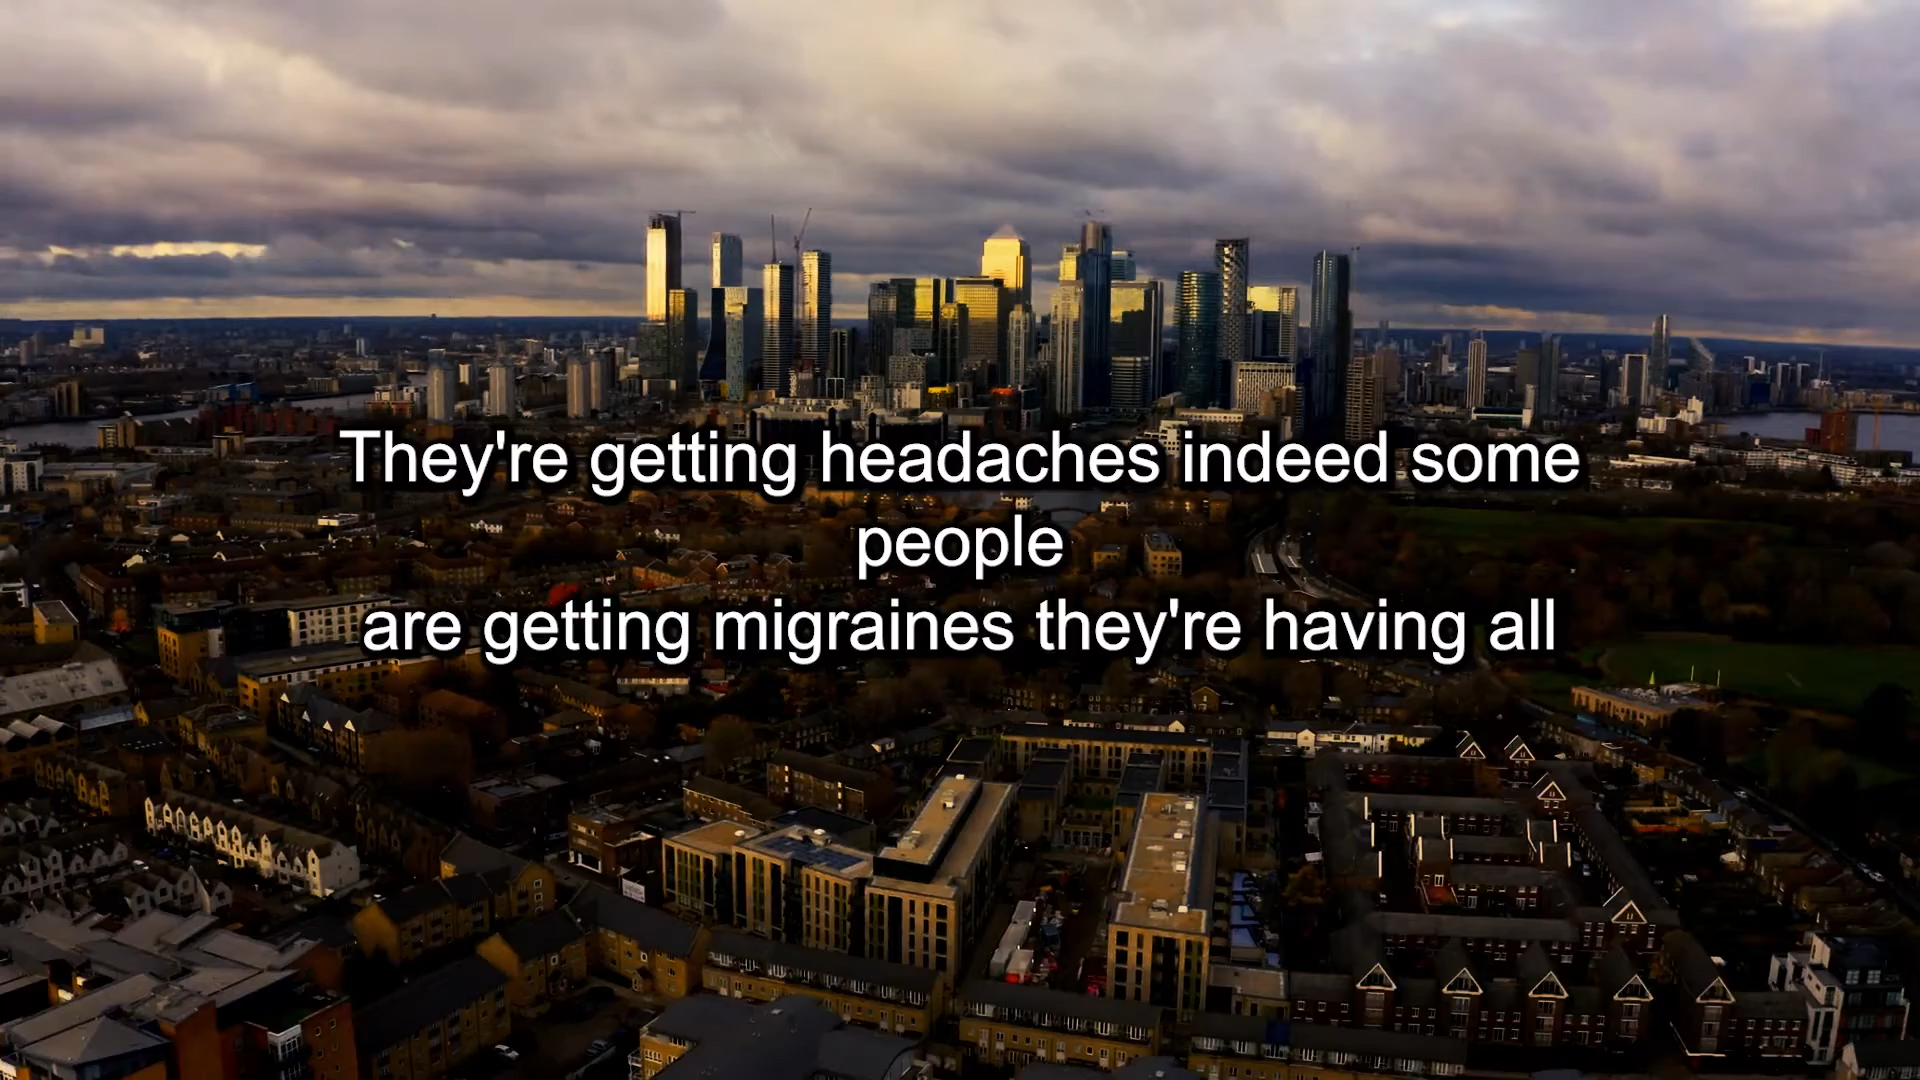 They're getting headaches indeed some
people
are getting migraines they're having all